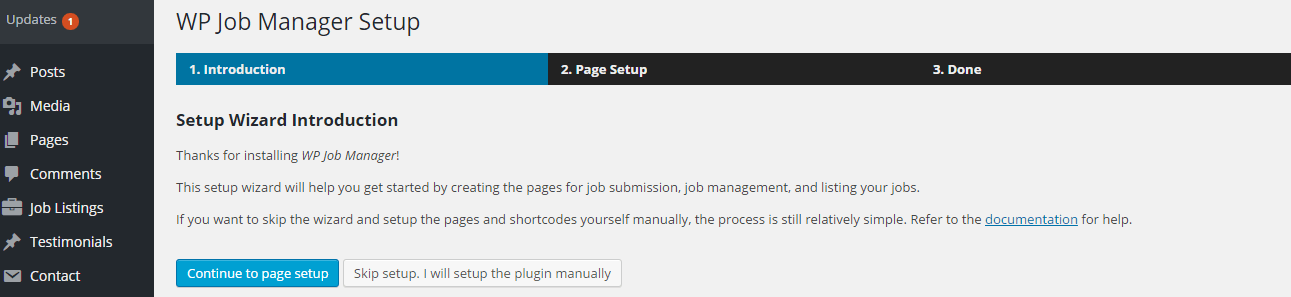 Updates 1
WP Job Manager Setup
1. Introduction
2. Page Setup
3. Done
Posts
Media
Pages
Comments
Job Listings
Testimonials
Contact
Setup Wizard Introduction
Thanks for installing WP Job Manager!
This setup wizard will help you get started by creating the pages for job submission, job management, and listing your jobs.
If you want to skip the wizard and setup the pages and shortcodes yourself manually, the process is still relatively simple. Refer to the documentation for help.
Continue to page setup
Skip setup. I will setup the plugin manually